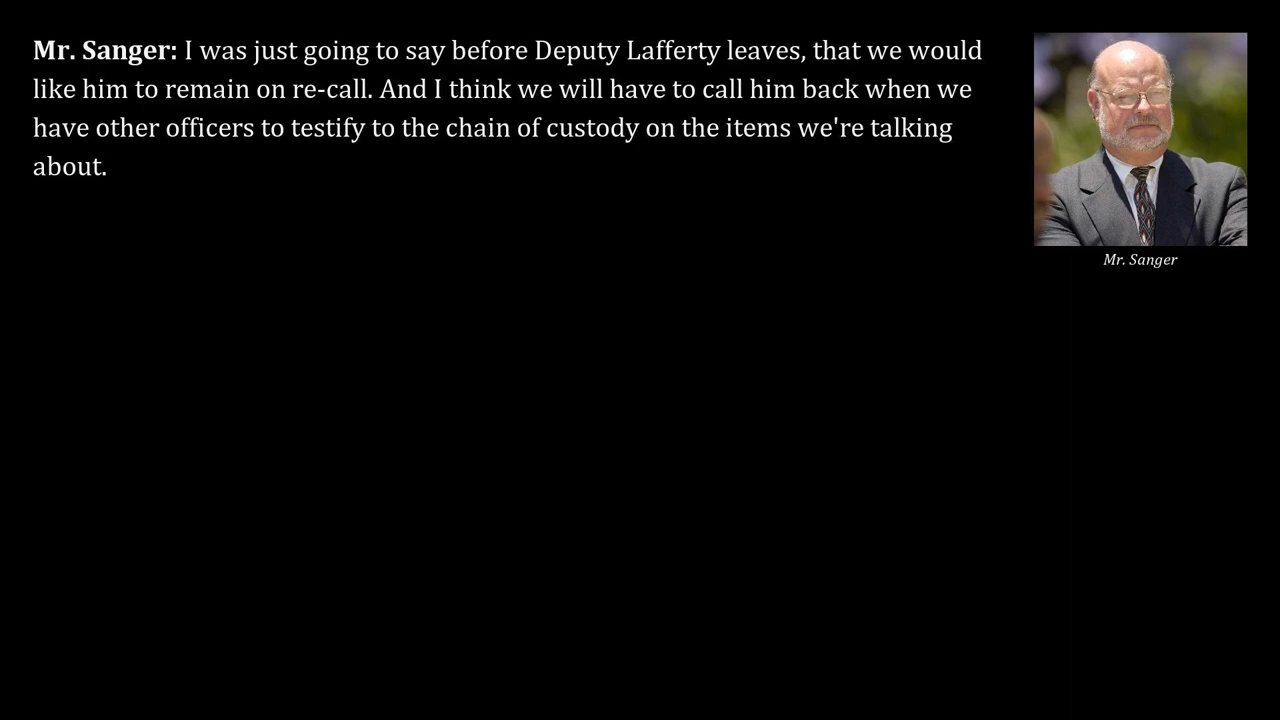 Mr. Sanger: I was just going to say before Deputy Lafferty leaves, that we would
like him to remain on re-call. And I think we will have to call him back when we
have other officers to testify to the chain of custody on the items we're talking
about.
Mr. Sanger